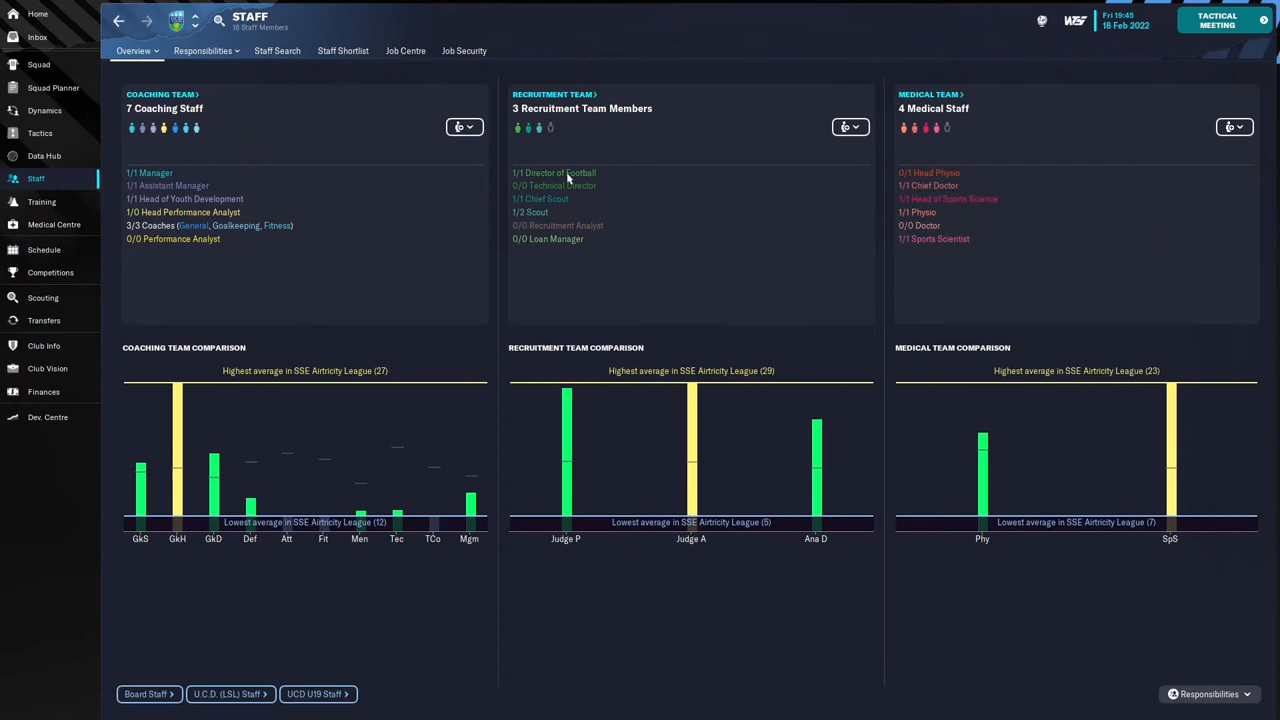 Home
Inbox
Squad
Squad Planner
Dynamics
Tactics
Data Hub
Staff
Training
Medical Centre
Schedule
Competitions
Scouting
Transfers
Club Info
Club Vision
Finances
Dev. Centre
UCD
STAFF
18 Staff Members
Fri 19:45
18 Feb 2022
TACTICAL MEETING
Overview
Responsibilities
Staff Search
Staff Shortlist
Job Centre
Job Security
COACHING TEAM
7 Coaching Staff
1/1 Manager
1/1 Assistant Manager
1/1 Head of Youth Development
1/0 Head Performance Analyst
3/3 Coaches (General, Goalkeeping, Fitness)
0/0 Performance Analyst
RECRUITMENT TEAM
3 Recruitment Team Members
1/1 Director of Football
0/0 Technical Director
1/1 Chief Scout
1/2 Scout
0/0 Recruitment Analyst
0/0 Loan Manager
MEDICAL TEAM
4 Medical Staff
0/1 Head Physio
1/1 Chief Doctor
1/1 Head of Sports Science
1/1 Physio
0/0 Doctor
1/1 Sports Scientist
COACHING TEAM COMPARISON
Highest average in SSE Airtricity League (27)
Lowest average in SSE Airtricity League (12)
GkS GkH GkD Def Att Fit Men Tec TCo Mgm
RECRUITMENT TEAM COMPARISON
Highest average in SSE Airtricity League (29)
Lowest average in SSE Airtricity League (5)
Judge P Judge A Ana D
MEDICAL TEAM COMPARISON
Highest average in SSE Airtricity League (23)
Lowest average in SSE Airtricity League (7)
Phy SpS
Board Staff
U.C.D. (LSL) Staff
UCD U19 Staff
Responsibilities